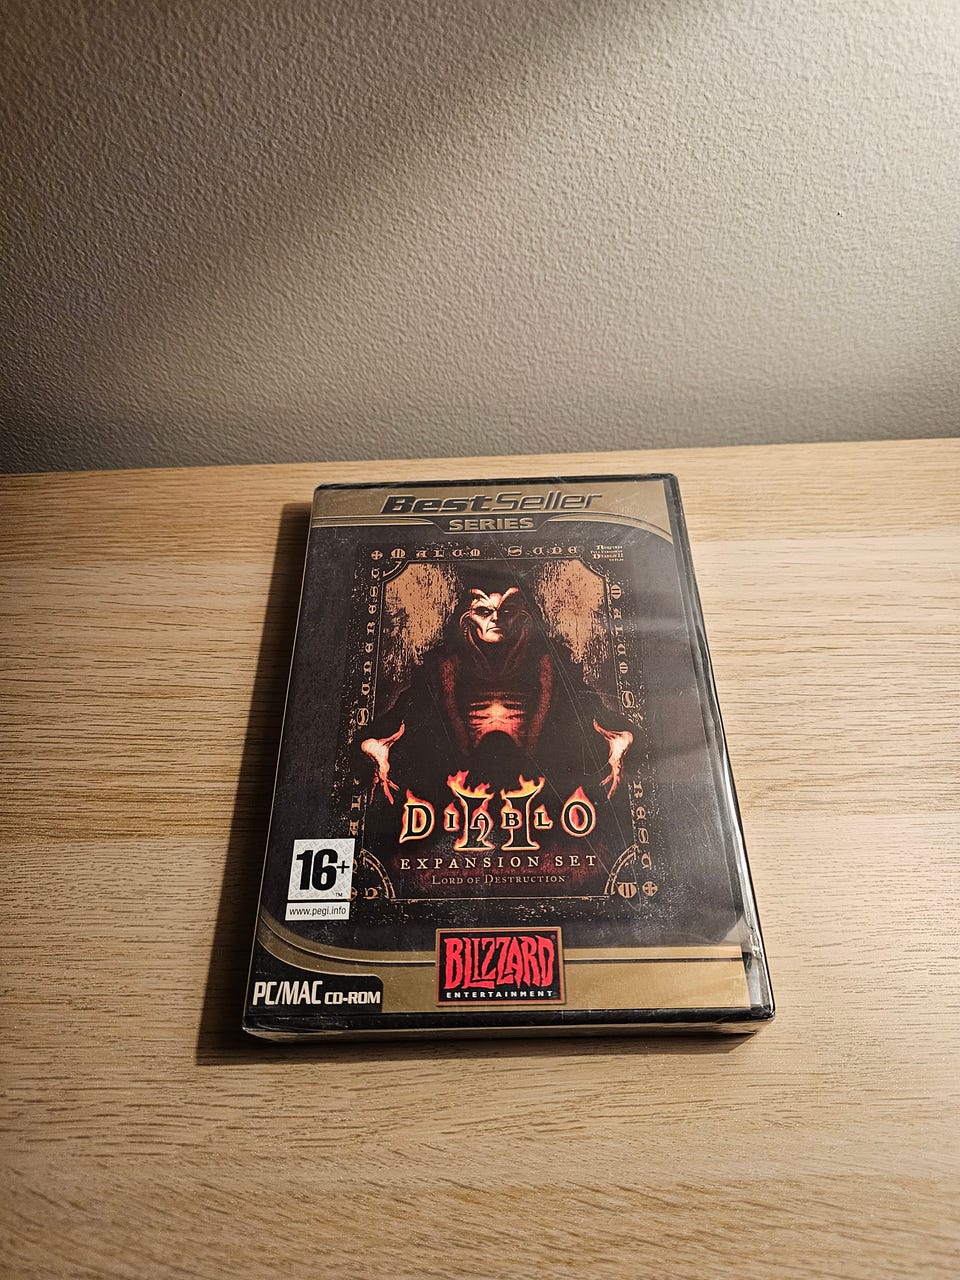 BestSeller
SERIES
DIABLO
II
EXPANSION SET
LORD OF DESTRUCTION
16+
TM
www.pegi.info
BLIZZARD
ENTERTAINMENT
PC/MAC CD-ROM